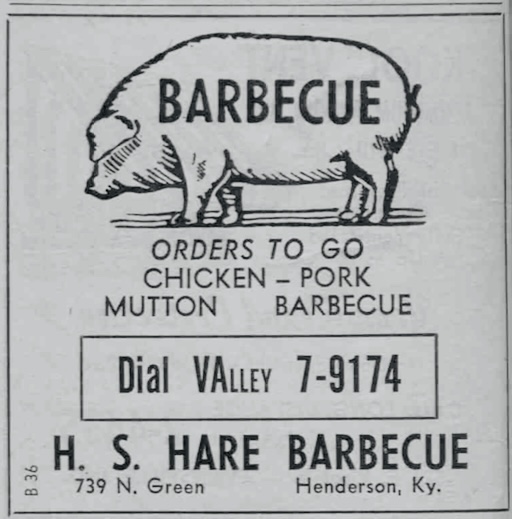 BARBECUE
ORDERS TO GO
CHICKEN – PORK
MUTTON BARBECUE
Dial VALLEY 7-9174
H. S. HARE BARBECUE
739 N. Green Henderson, Ky.
B 36